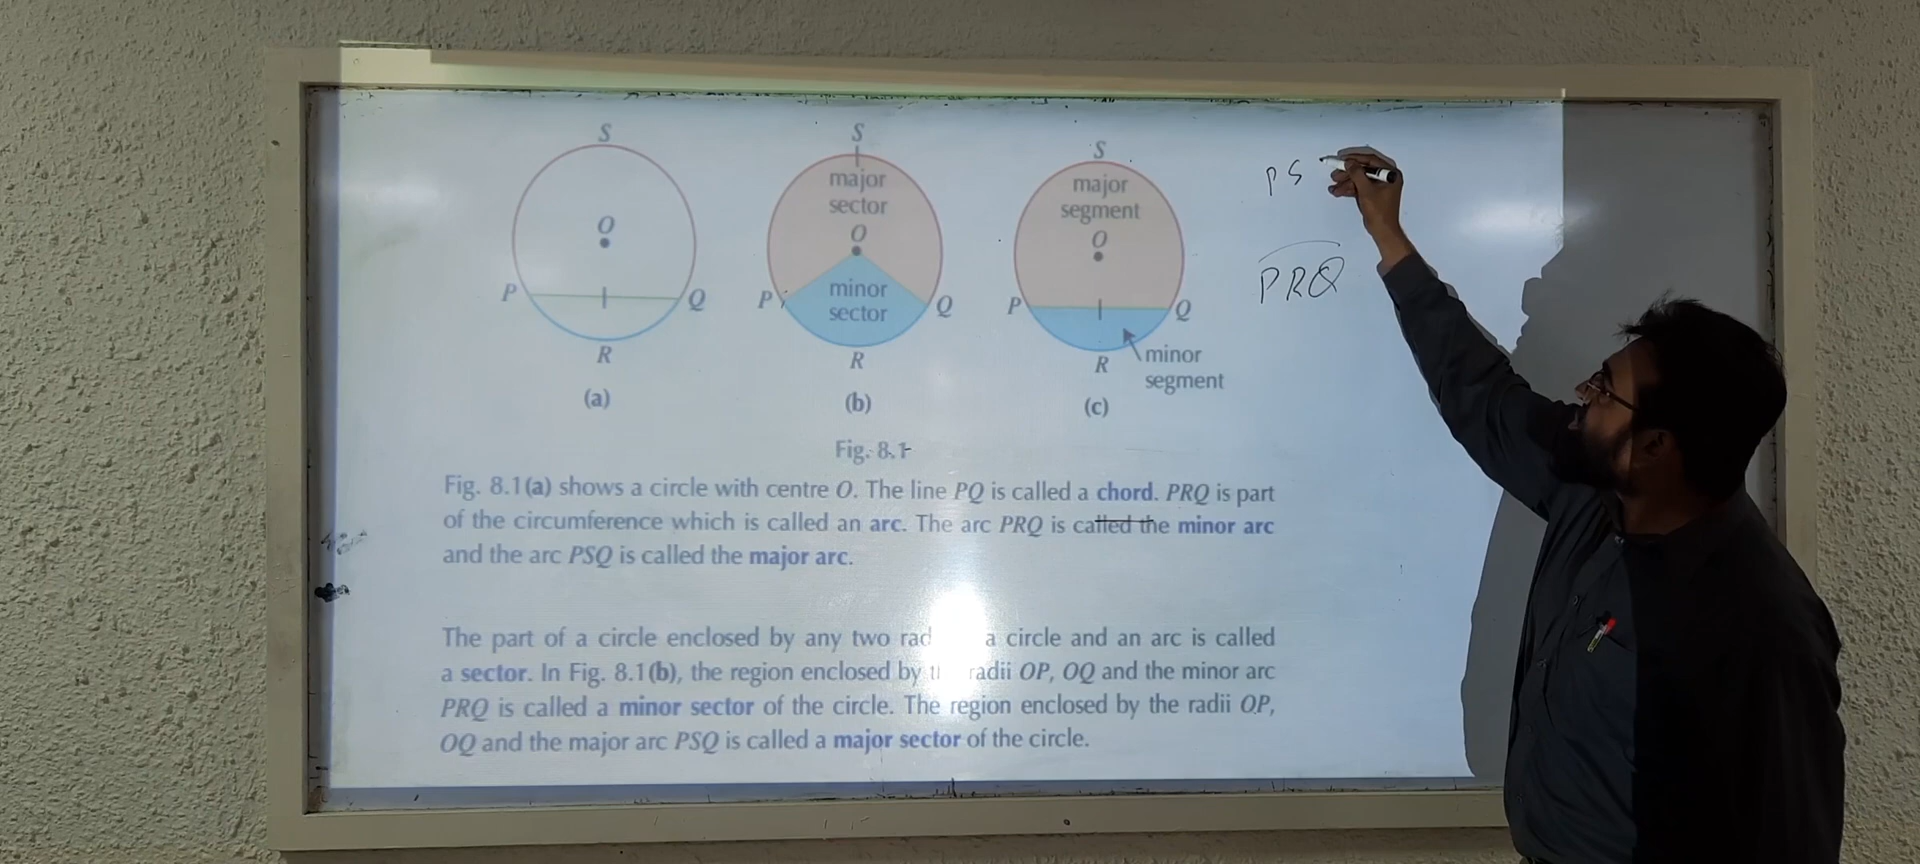 S S S
major sector
major segment
O O O
P Q P Q P Q
minor sector
R R R
minor segment
(a) (b) (c)
PS
PRQ
Fig. 8.1
Fig. 8.1(a) shows a circle with centre O. The line PQ is called a chord. PRQ is part
of the circumference which is called an arc. The arc PRQ is called the minor arc
and the arc PSQ is called the major arc.
The part of a circle enclosed by any two rad a circle and an arc is called
a sector. In Fig. 8.1(b), the region enclosed by radii OP, OQ and the minor arc
PRQ is called a minor sector of the circle. The region enclosed by the radii OP,
OQ and the major arc PSQ is called a major sector of the circle.